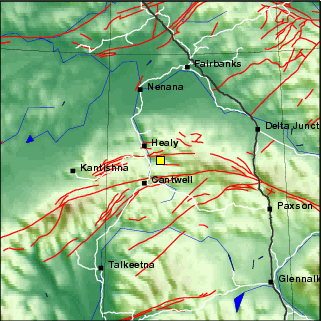 Fairbanks
Nenana
Delta Junct
Healy
Kantishna
Cantwell
Paxson
Talkeetna
Glennall